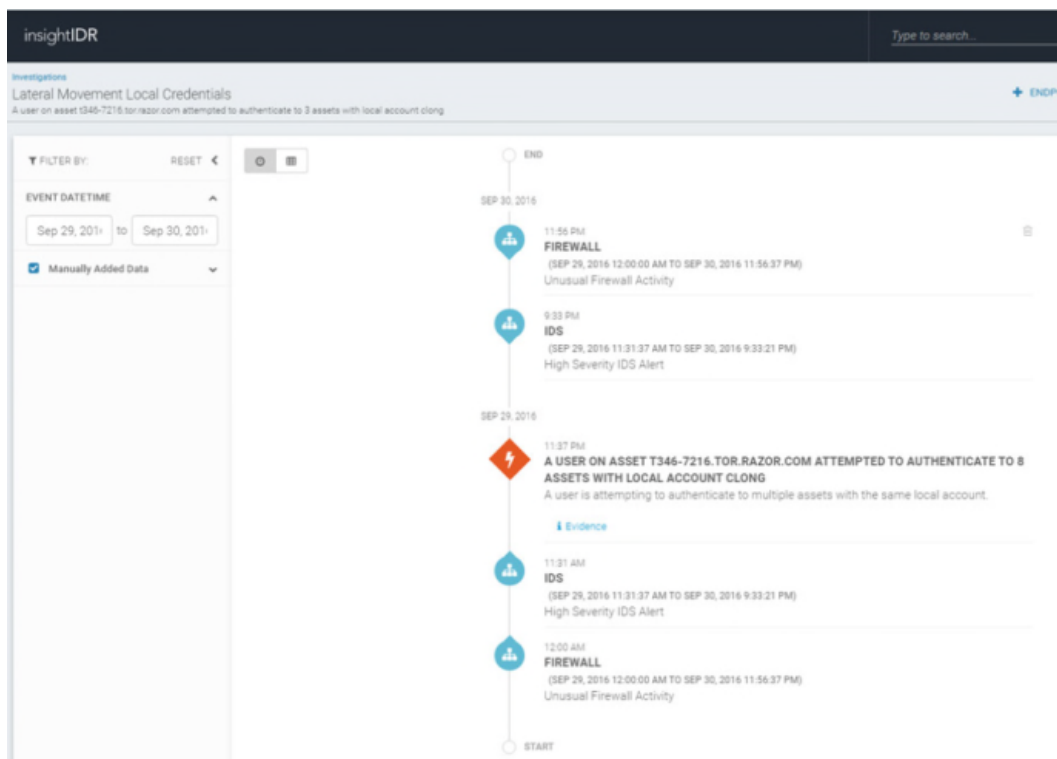 insightIDR
Type to search...
Investigations
Lateral Movement Local Credentials
A user on asset t346-7216.tor.razor.com attempted to authenticate to 3 assets with local account clong
+ ENDP
FILTER BY:
RESET
EVENT DATETIME
Sep 29, 201 to Sep 30, 201
Manually Added Data
END
SEP 30, 2016
11:56 PM
FIREWALL
(SEP 29, 2016 12:00:00 AM TO SEP 30, 2016 11:56:37 PM)
Unusual Firewall Activity
9:33 PM
IDS
(SEP 29, 2016 11:31:37 AM TO SEP 30, 2016 9:33:21 PM)
High Severity IDS Alert
SEP 29, 2016
11:37 PM
A USER ON ASSET T346-7216.TOR.RAZOR.COM ATTEMPTED TO AUTHENTICATE TO 8
ASSETS WITH LOCAL ACCOUNT CLONG
A user is attempting to authenticate to multiple assets with the same local account.
Evidence
11:31 AM
IDS
(SEP 29, 2016 11:31:37 AM TO SEP 30, 2016 9:33:21 PM)
High Severity IDS Alert
12:00 AM
FIREWALL
(SEP 29, 2016 12:00:00 AM TO SEP 30, 2016 11:56:37 PM)
Unusual Firewall Activity
START